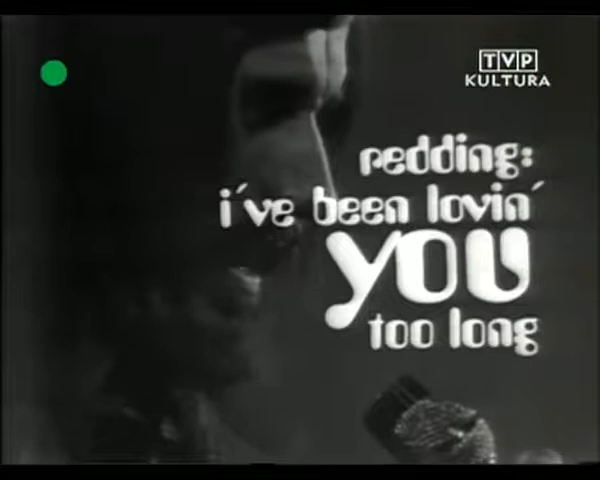 TVP
KULTURA
redding:
i´ve been lovin´
you
too long